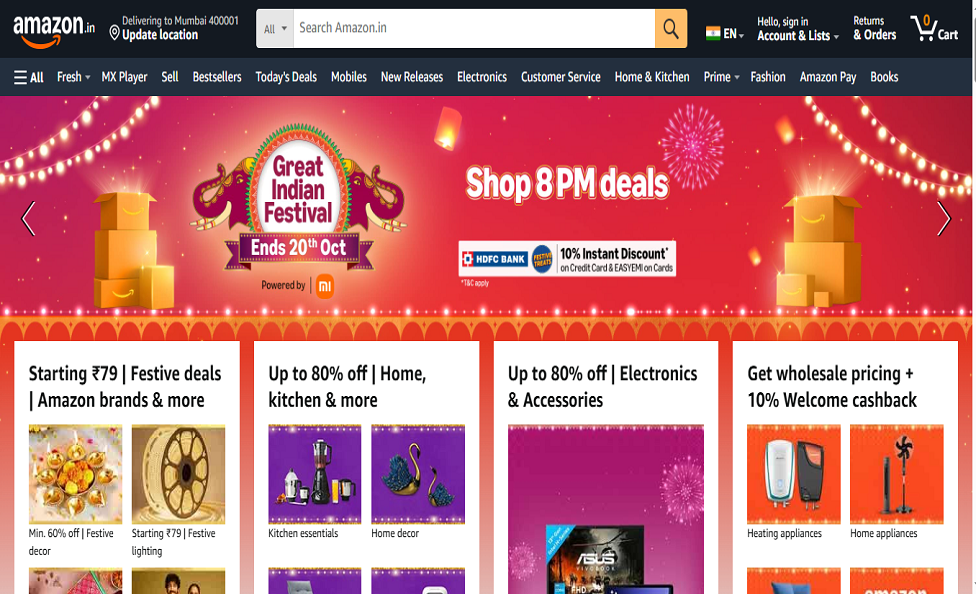 amazon.in
Delivering to Mumbai 400001
Update location
All
Search Amazon.in
EN
Hello, sign in
Account & Lists
Returns
& Orders
0
Cart
All
Fresh
MX Player
Sell
Bestsellers
Today's Deals
Mobiles
New Releases
Electronics
Customer Service
Home & Kitchen
Prime
Fashion
Amazon Pay
Books
Great
Indian
Festival
Ends 20th Oct
Powered by | mi
Shop 8 PM deals
HDFC BANK
FESTIVE
TREATS
10% Instant Discount*
on Credit Card & EASYEMI on Cards
*T&C apply
Starting ₹79 | Festive deals
| Amazon brands & more
Min. 60% off | Festive
decor
Starting ₹79 | Festive
lighting
Up to 80% off | Home,
kitchen & more
Kitchen essentials
Home decor
Up to 80% off | Electronics
& Accessories
ASUS
VIVOBOOK
FHD
Get wholesale pricing +
10% Welcome cashback
Heating appliances
Home appliances
amazon